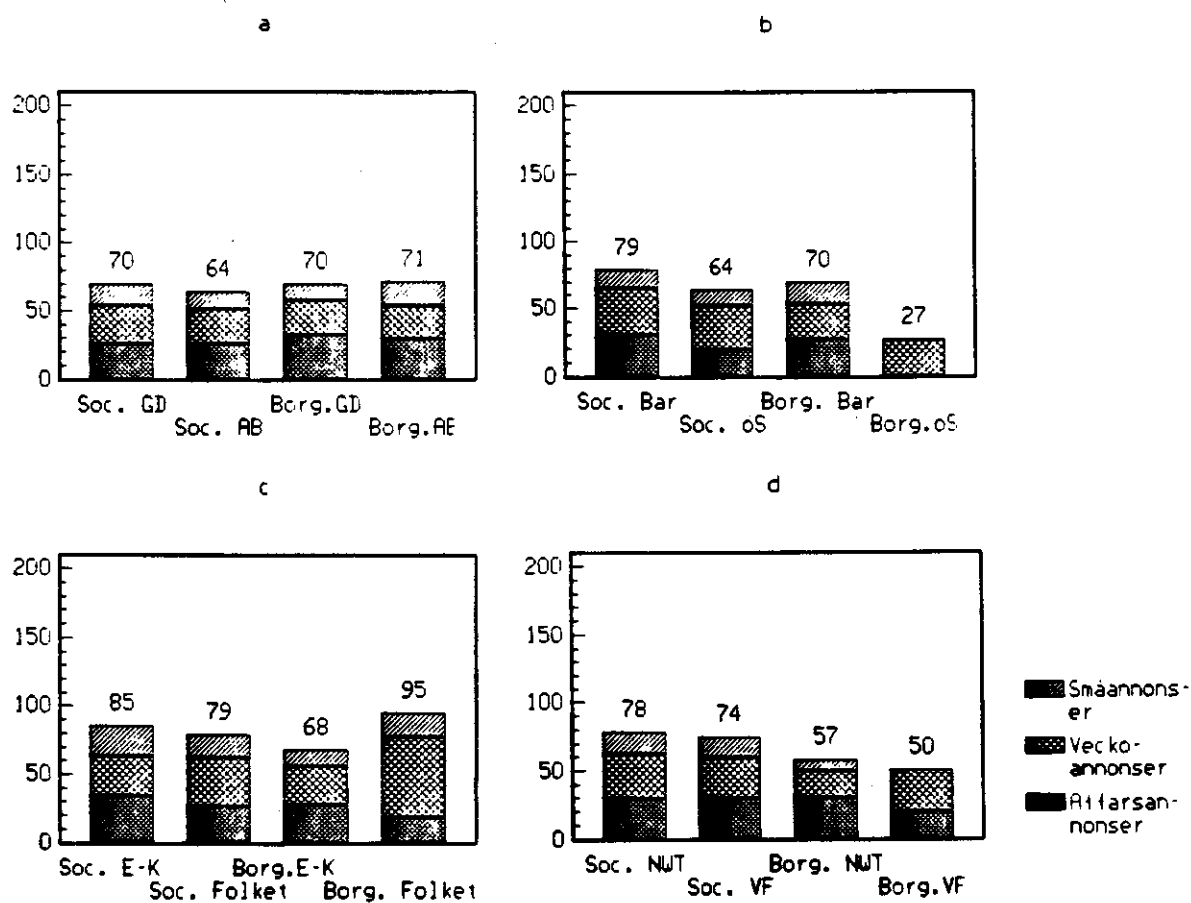 a
200
150
100
50
0
70
64
70
71
Soc. GD
Soc. AB
Borg.GD
Borg.AB
b
200
150
100
50
0
79
64
70
27
Soc. Bar
Soc. öS
Borg. Bar
Borg.öS
c
200
150
100
50
0
85
79
68
95
Soc. E-K
Soc. Folket
Borg.E-K
Borg. Folket
d
200
150
100
50
0
78
74
57
50
Soc. NWT
Soc. VF
Borg. NWT
Borg.VF
Småannons-
er
Vecko-
annonser
Affärsan-
nonser